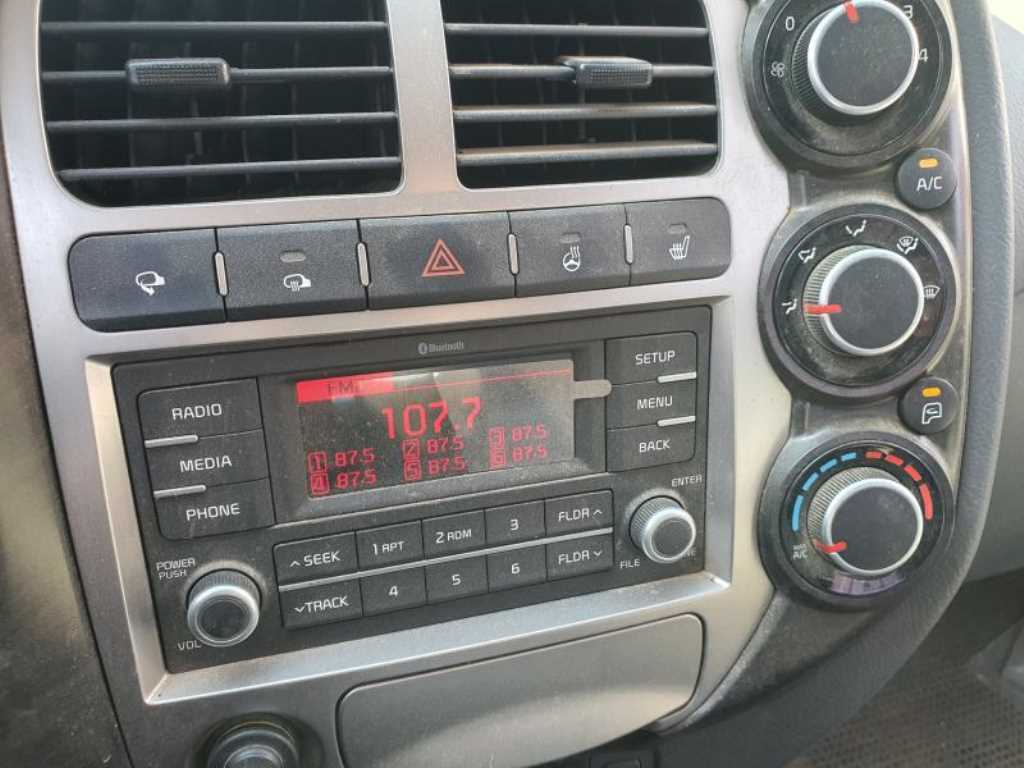 0
3
4
A/C
Bluetooth
SETUP
RADIO
FM
107.7
MENU
1 87.5 2 87.5 3 87.5
MEDIA
4 87.5 5 87.5 6 87.5
BACK
PHONE
ENTER
POWER
PUSH
∧ SEEK
1 RPT
2 RDM
3
FLDR ∧
∨TRACK
4
5
6
FLDR ∨
FILE
VOL
A/C